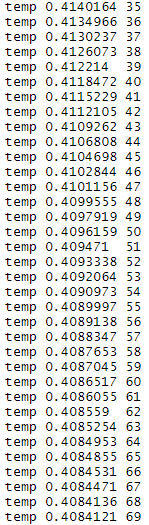 temp 0.4140164 35
temp 0.4134966 36
temp 0.4130237 37
temp 0.4126073 38
temp 0.412214 39
temp 0.4118472 40
temp 0.4115229 41
temp 0.4112105 42
temp 0.4109262 43
temp 0.4106808 44
temp 0.4104698 45
temp 0.4102844 46
temp 0.4101156 47
temp 0.4099555 48
temp 0.4097919 49
temp 0.4096159 50
temp 0.409471 51
temp 0.4093338 52
temp 0.4092064 53
temp 0.4090973 54
temp 0.4089997 55
temp 0.4089138 56
temp 0.4088347 57
temp 0.4087653 58
temp 0.4087045 59
temp 0.4086517 60
temp 0.4086055 61
temp 0.408559 62
temp 0.4085254 63
temp 0.4084953 64
temp 0.4084855 65
temp 0.4084531 66
temp 0.4084471 67
temp 0.4084136 68
temp 0.4084121 69